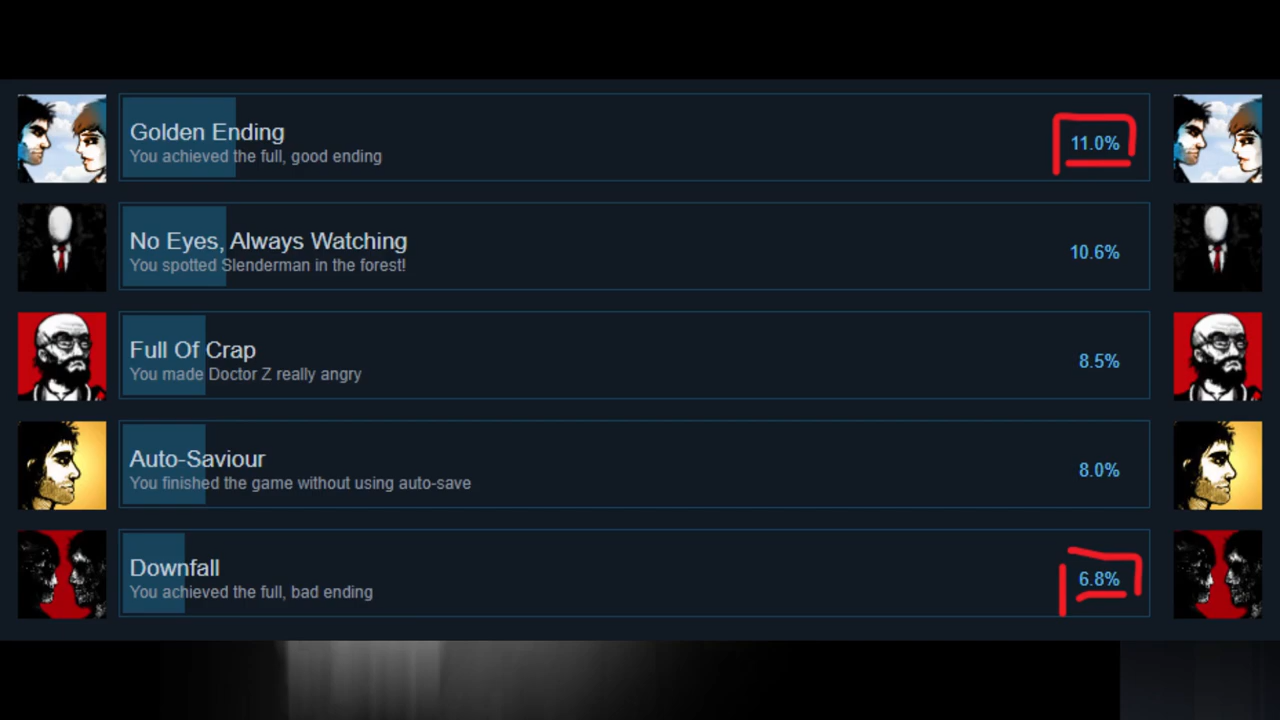 Golden Ending
You achieved the full, good ending
11.0%
No Eyes, Always Watching
You spotted Slenderman in the forest!
10.6%
Full Of Crap
You made Doctor Z really angry
8.5%
Auto-Saviour
You finished the game without using auto-save
8.0%
Downfall
You achieved the full, bad ending
6.8%